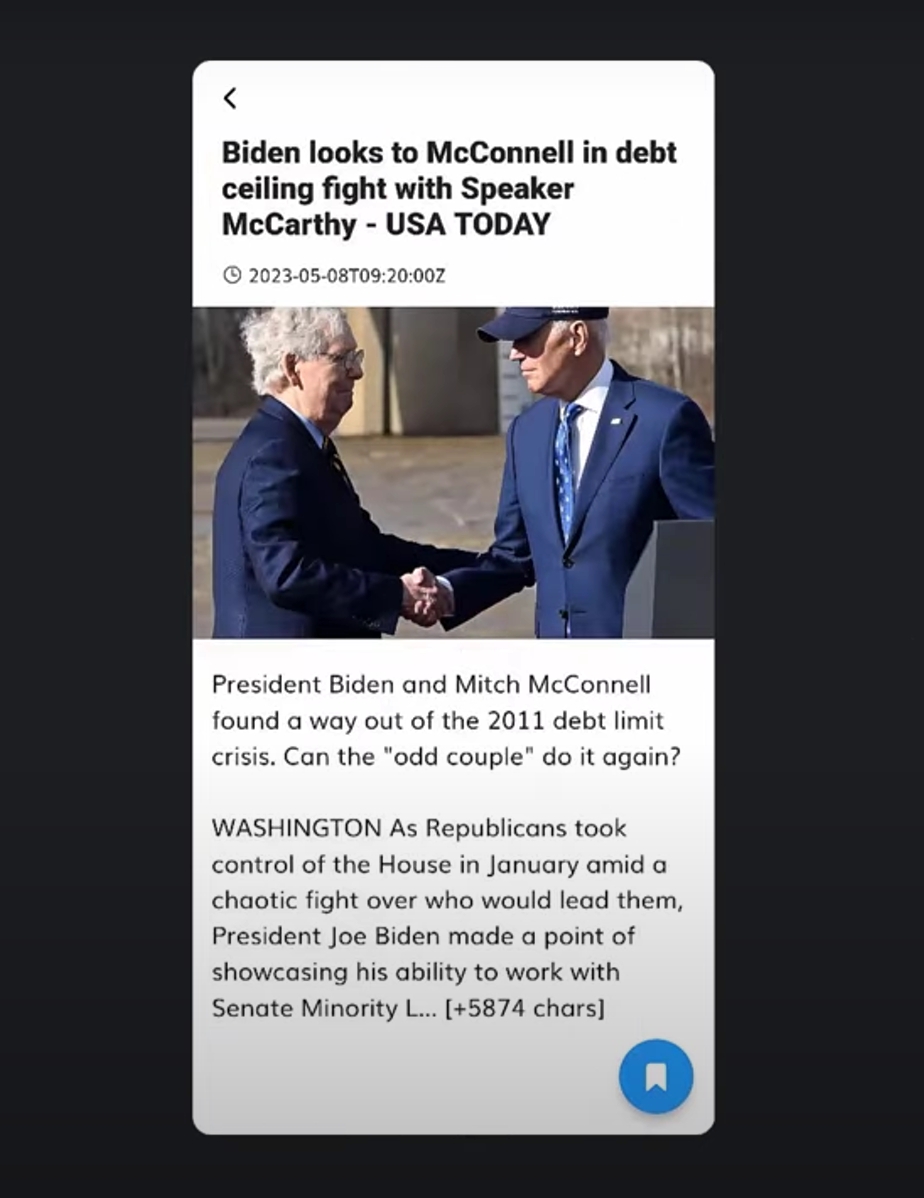 Biden looks to McConnell in debt
ceiling fight with Speaker
McCarthy - USA TODAY
2023-05-08T09:20:00Z
President Biden and Mitch McConnell
found a way out of the 2011 debt limit
crisis. Can the "odd couple" do it again?
WASHINGTON As Republicans took
control of the House in January amid a
chaotic fight over who would lead them,
President Joe Biden made a point of
showcasing his ability to work with
Senate Minority L... [+5874 chars]